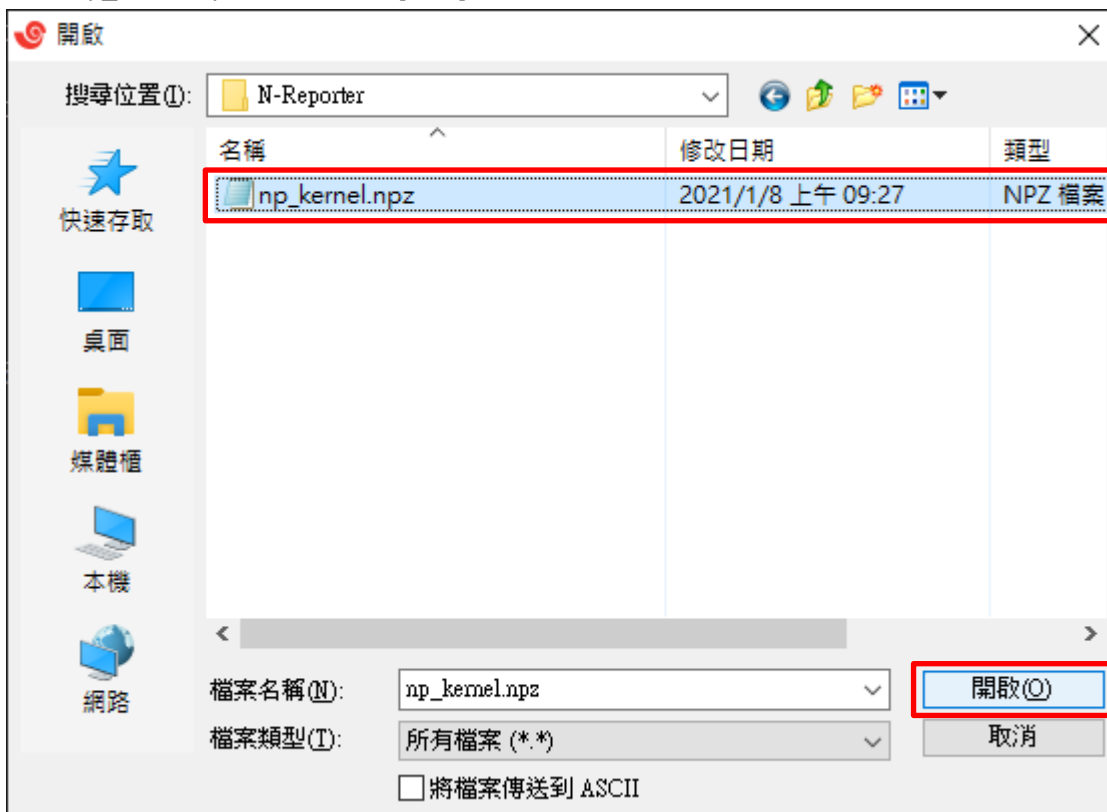 開啟
搜尋位置(I): N-Reporter
名稱 修改日期 類型
np_kernel.npz 2021/1/8 上午 09:27 NPZ 檔案
快速存取
桌面
媒體櫃
本機
網路
檔案名稱(N): np_kernel.npz 開啟(O)
檔案類型(T): 所有檔案 (*.*) 取消
將檔案傳送到 ASCII